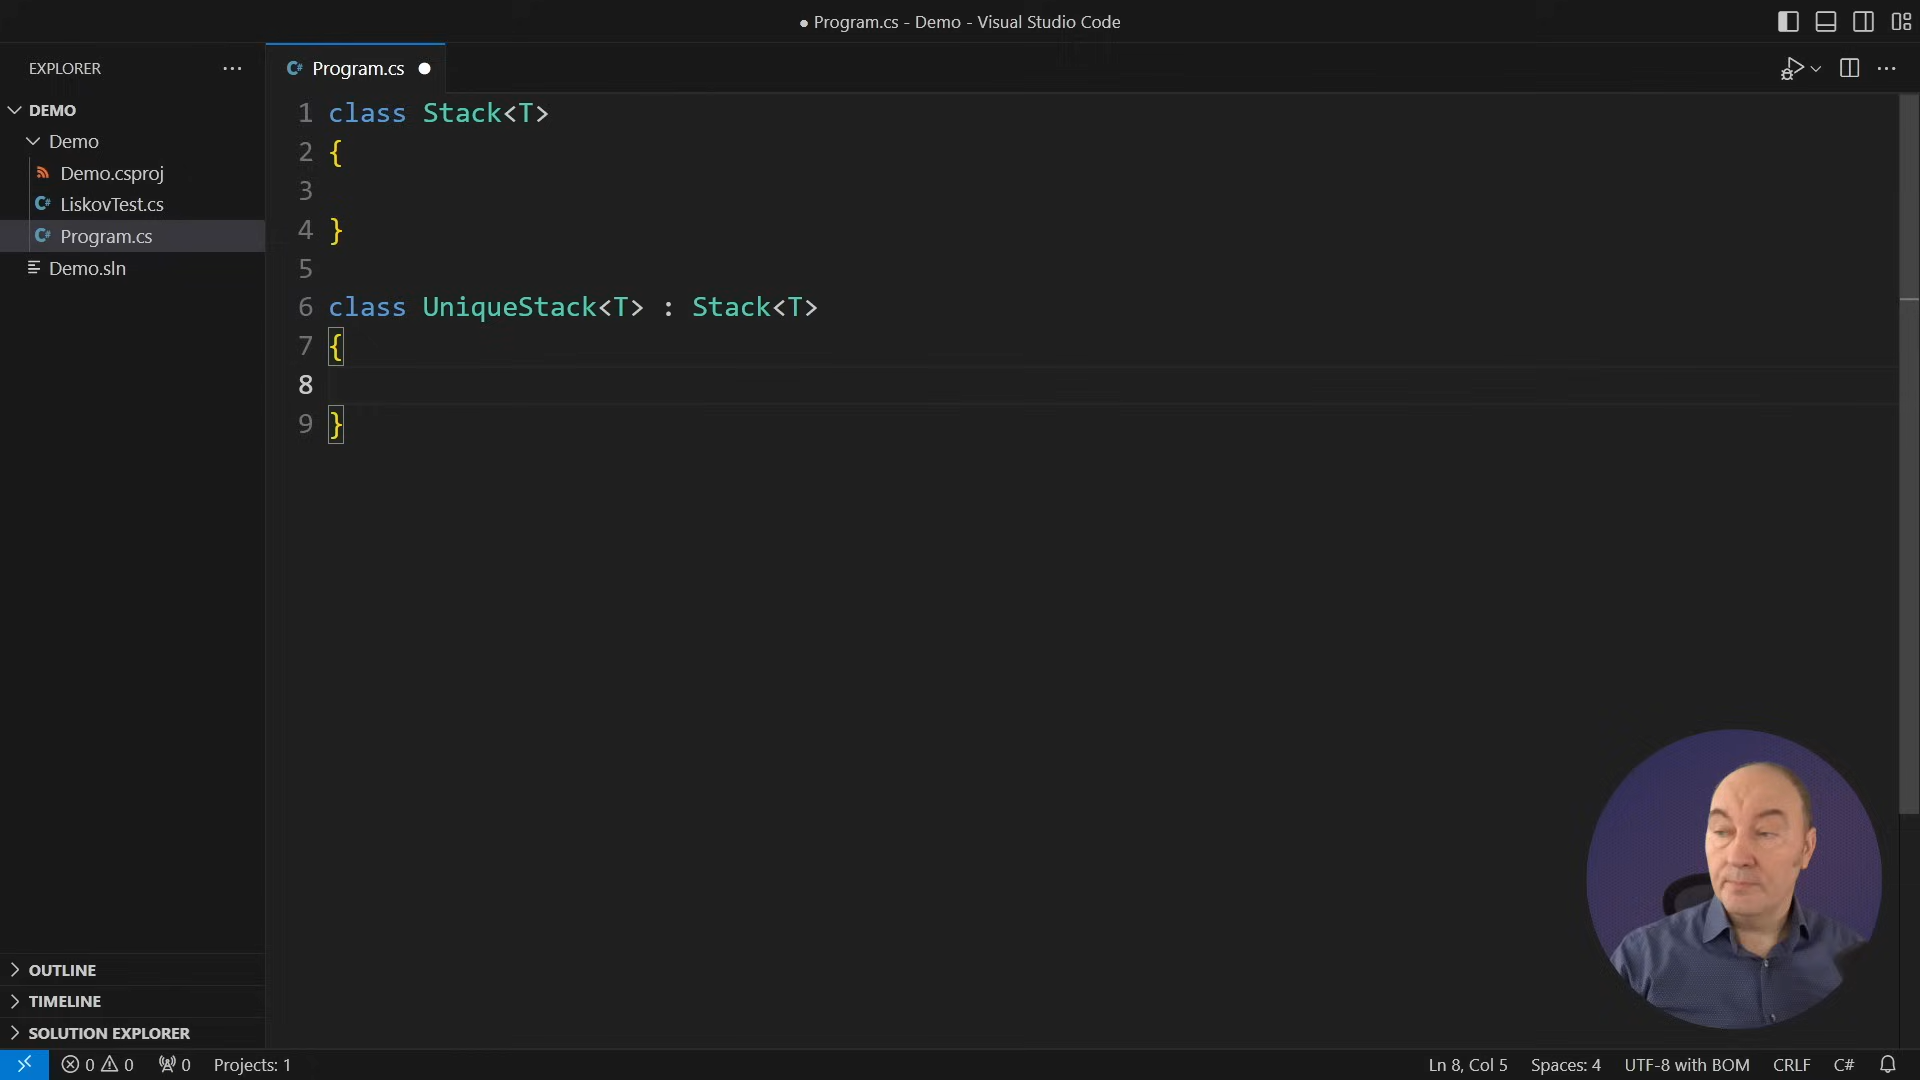 ● Program.cs - Demo - Visual Studio Code
EXPLORER
DEMO
Demo
Demo.csproj
LiskovTest.cs
Program.cs
Demo.sln
OUTLINE
TIMELINE
SOLUTION EXPLORER
C# Program.cs ●
1 class Stack<T>
2 {
3
4 }
5
6 class UniqueStack<T> : Stack<T>
7 {
8
9 }
0 0 0 Projects: 1
Ln 8, Col 5 Spaces: 4 UTF-8 with BOM CRLF C#